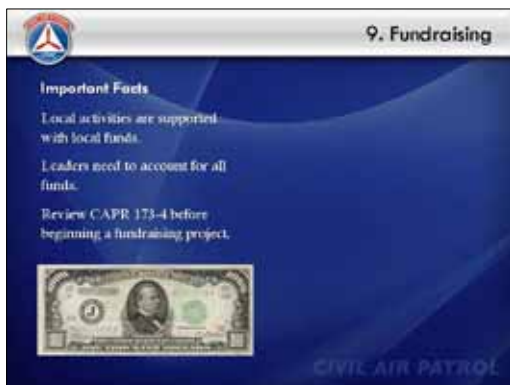 9. Fundraising
Important Facts
Local activities are supported
with local funds.
Leaders need to account for all
funds.
Review CAPR 173-4 before
beginning a fundraising project.
J
CIVIL AIR PATROL